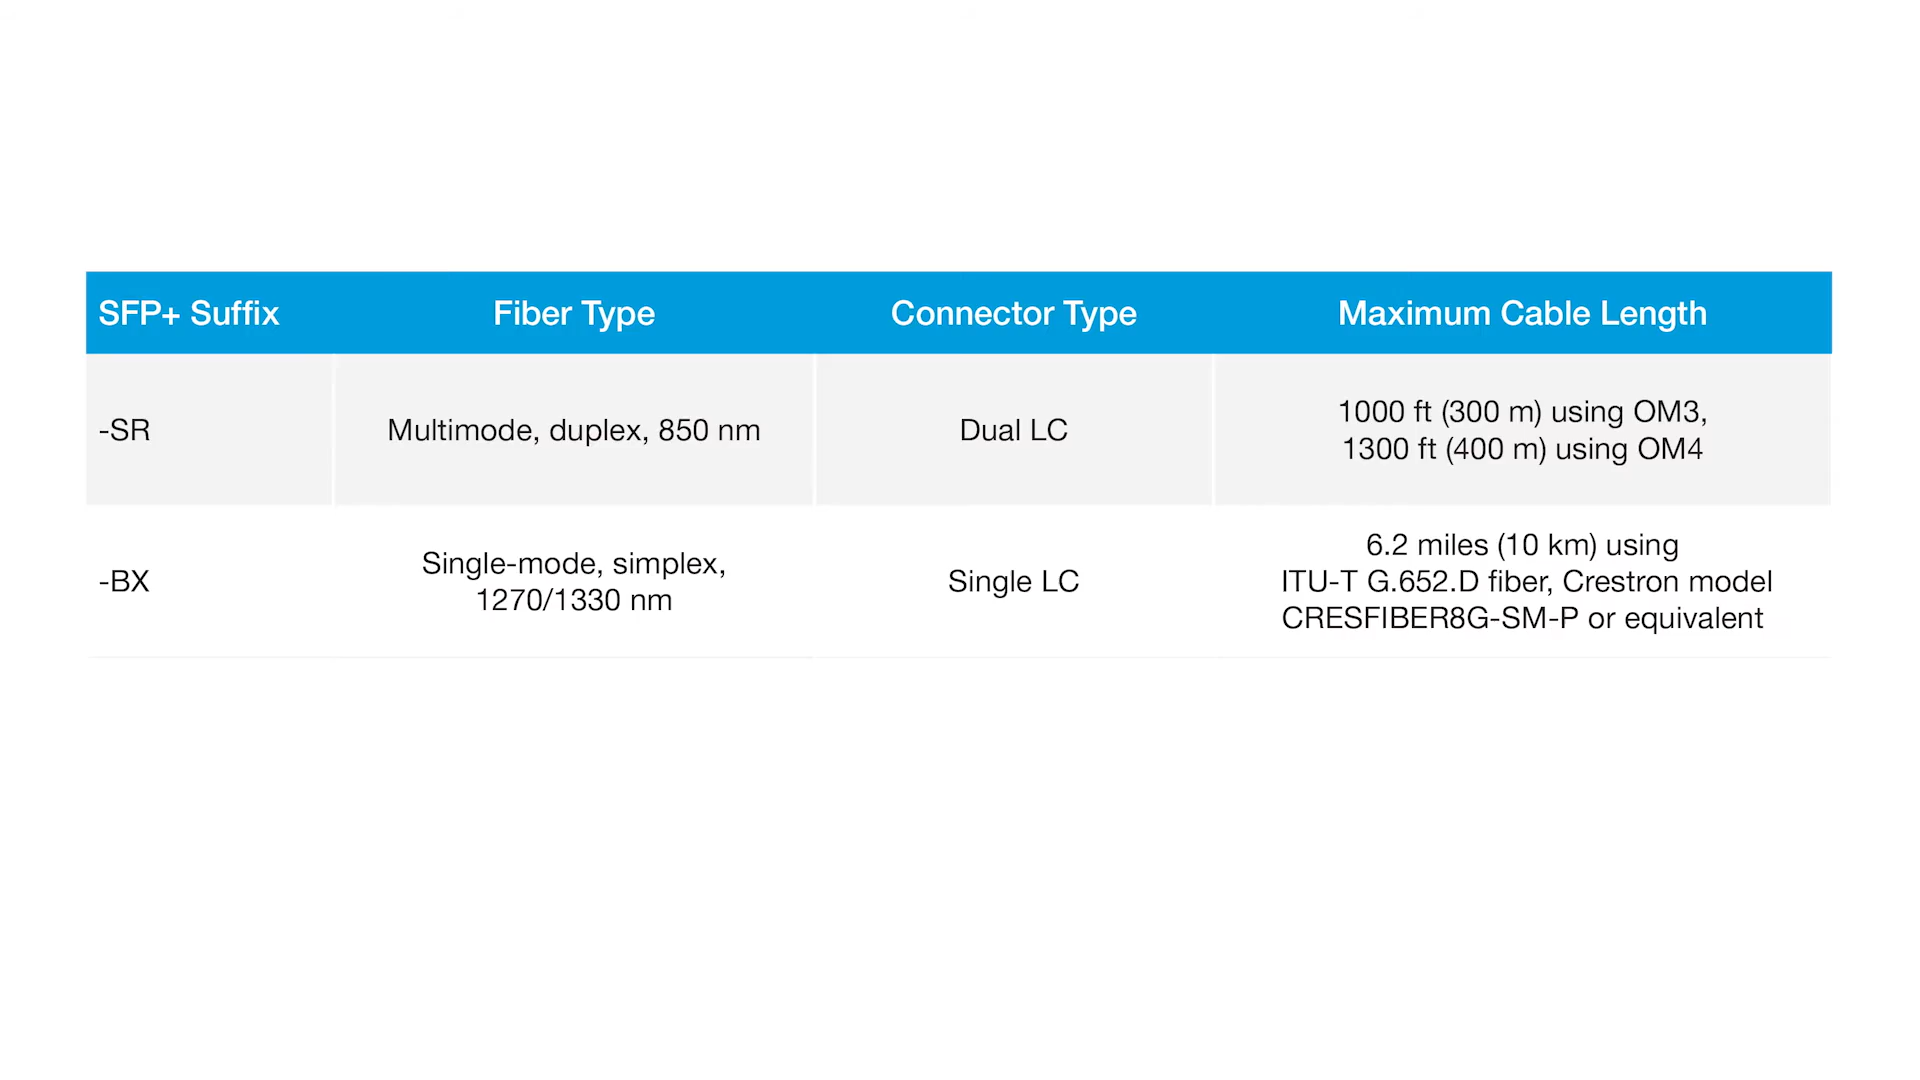 SFP+ Suffix
Fiber Type
Connector Type
Maximum Cable Length
-SR
Multimode, duplex, 850 nm
Dual LC
1000 ft (300 m) using OM3,
1300 ft (400 m) using OM4
-BX
Single-mode, simplex,
1270/1330 nm
Single LC
6.2 miles (10 km) using
ITU-T G.652.D fiber, Crestron model
CRESFIBER8G-SM-P or equivalent